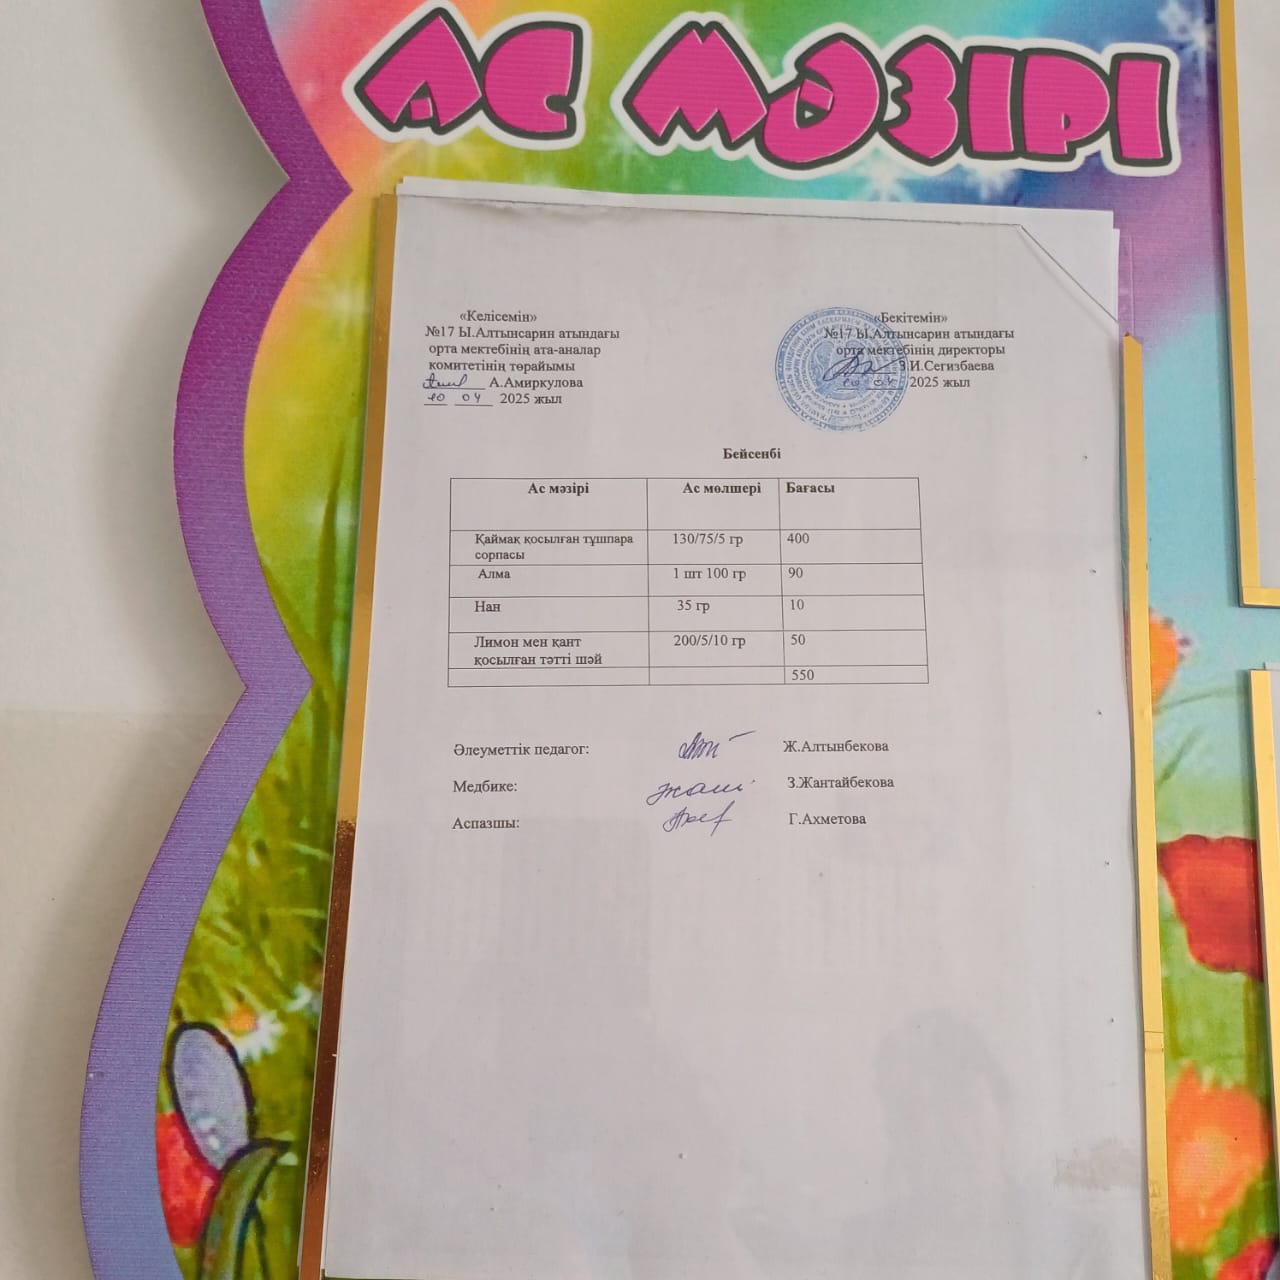 АС МӘЗІРІ
«Келісемін»
№17 Ы.Алтынсарин атындағы
орта мектебінің ата-аналар
комитетінің төрайымы
А.Амиркулова
10 04 2025 жыл
«Бекітемін»
№17 Ы.Алтынсарин атындағы
орта мектебінің директоры
З.И.Сегизбаева
10 04 2025 жыл
Бейсенбі
Ас мәзірі Ас мөлшері Бағасы
Қаймақ қосылған тұшпара 130/75/5 гр 400
сорпасы
Алма 1 шт 100 гр 90
Нан 35 гр 10
Лимон мен қант 200/5/10 гр 50
қосылған тәтті шәй
550
Әлеуметтік педагог: Ж.Алтынбекова
Медбике: З.Жантайбекова
Аспазшы: Г.Ахметова